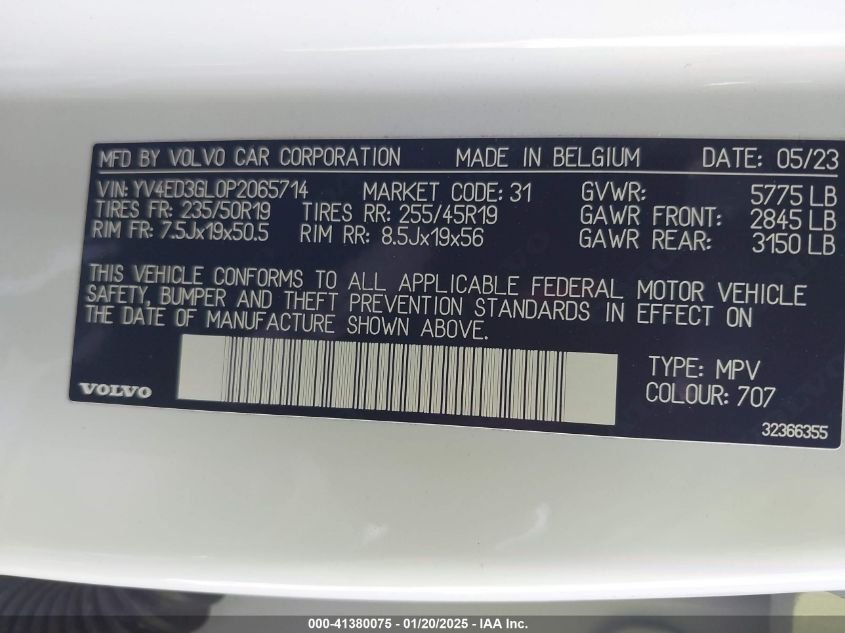 MFD BY VOLVO CAR CORPORATION MADE IN BELGIUM DATE: 05/23
VIN: YV4ED3GL0P2065714 MARKET CODE: 31 GVWR: 5775 LB
TIRES FR: 235/50R19 TIRES RR: 255/45R19 GAWR FRONT: 2845 LB
RIM FR: 7.5Jx19x50.5 RIM RR: 8.5Jx19x56 GAWR REAR: 3150 LB
THIS VEHICLE CONFORMS TO ALL APPLICABLE FEDERAL MOTOR VEHICLE
SAFETY, BUMPER AND THEFT PREVENTION STANDARDS IN EFFECT ON
THE DATE OF MANUFACTURE SHOWN ABOVE.
TYPE: MPV
VOLVO COLOUR: 707
32366355
000-41380075 — 01/20/2025 — IAA Inc.